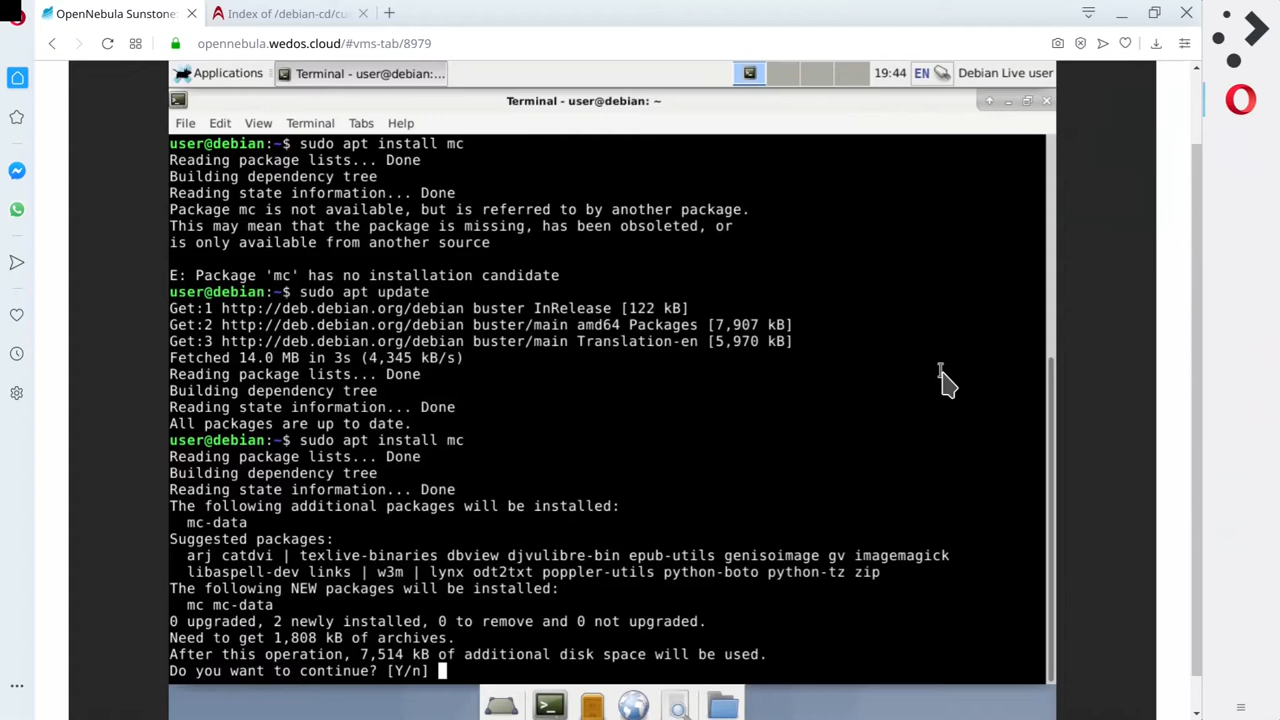 OpenNebula Sunstone:
Index of /debian-cd/cu
opennebula.wedos.cloud/#vms-tab/8979
Applications
Terminal - user@debian:...
19:44
EN
Debian Live user
Terminal - user@debian: ~
File Edit View Terminal Tabs Help
user@debian:~$ sudo apt install mc
Reading package lists... Done
Building dependency tree
Reading state information... Done
Package mc is not available, but is referred to by another package.
This may mean that the package is missing, has been obsoleted, or
is only available from another source
E: Package 'mc' has no installation candidate
user@debian:~$ sudo apt update
Get:1 http://deb.debian.org/debian buster InRelease [122 kB]
Get:2 http://deb.debian.org/debian buster/main amd64 Packages [7,907 kB]
Get:3 http://deb.debian.org/debian buster/main Translation-en [5,970 kB]
Fetched 14.0 MB in 3s (4,345 kB/s)
Reading package lists... Done
Building dependency tree
Reading state information... Done
All packages are up to date.
user@debian:~$ sudo apt install mc
Reading package lists... Done
Building dependency tree
Reading state information... Done
The following additional packages will be installed:
mc-data
Suggested packages:
arj catdvi | texlive-binaries dbview djvulibre-bin epub-utils genisoimage gv imagemagick
libaspell-dev links | w3m | lynx odt2txt poppler-utils python-boto python-tz zip
The following NEW packages will be installed:
mc mc-data
0 upgraded, 2 newly installed, 0 to remove and 0 not upgraded.
Need to get 1,808 kB of archives.
After this operation, 7,514 kB of additional disk space will be used.
Do you want to continue? [Y/n]